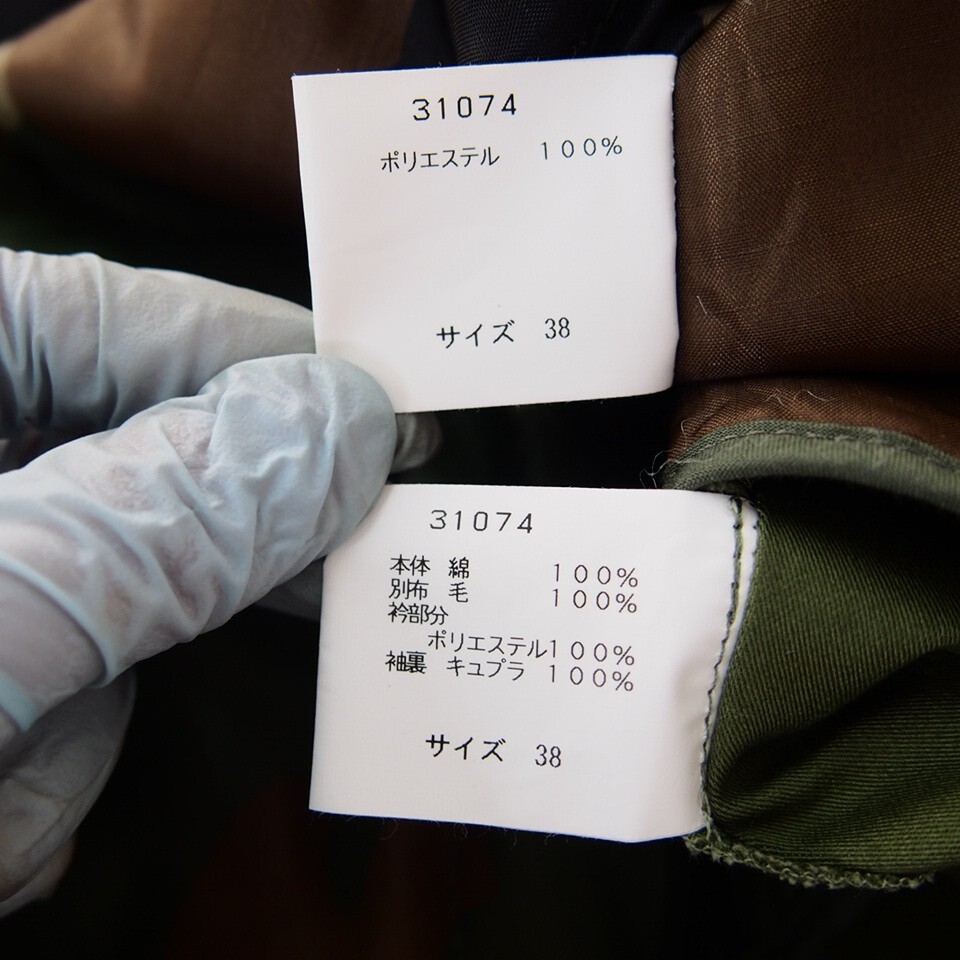 31074
ポリエステル 100%
サイズ 38
31074
本体 綿 100%
別布 毛 100%
衿部分
ポリエステル100%
袖裏 キュプラ 100%
サイズ 38